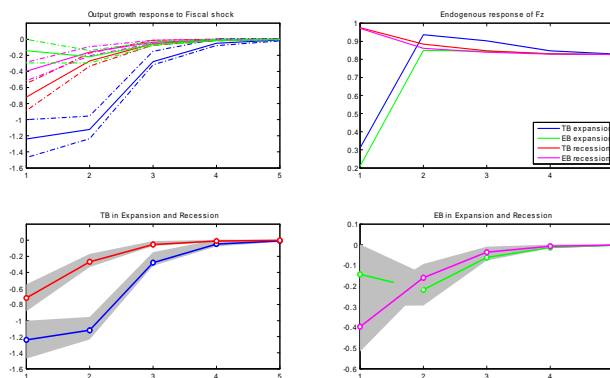 Output growth response to Fiscal shock
0
-0.2
-0.4
-0.6
-0.8
-1
-1.2
-1.4
-1.6
1 2 3 4 5
Endogenous response of Fz
1
0.9
0.8
0.7
0.6
0.5
0.4
0.3
0.2
1 2 3 4
TB expansion
EB expansion
TB recession
EB recession
TB in Expansion and Recession
0
-0.2
-0.4
-0.6
-0.8
-1
-1.2
-1.4
-1.6
1 2 3 4 5
EB in Expansion and Recession
0
-0.1
-0.2
-0.3
-0.4
-0.5
-0.6
1 2 3 4